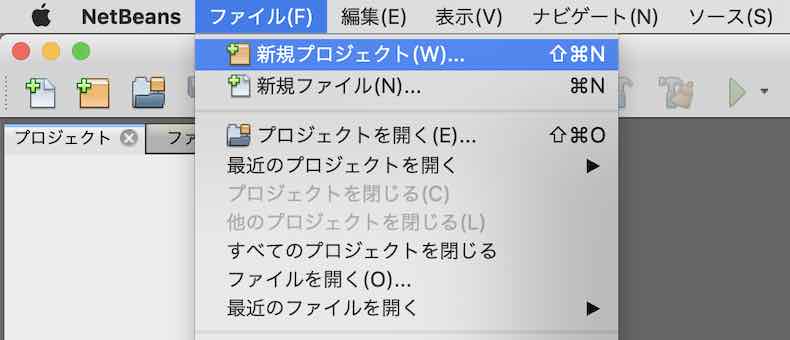 NetBeans ファイル(F) 編集(E) 表示(V) ナビゲート(N) ソース(S)
新規プロジェクト(W)... ⇧⌘N
新規ファイル(N)... ⌘N
プロジェクトを開く(E)... ⇧⌘O
プロジェクト ファ
最近のプロジェクトを開く
プロジェクトを閉じる(C)
他のプロジェクトを閉じる(L)
すべてのプロジェクトを閉じる
ファイルを開く(O)...
最近のファイルを開く